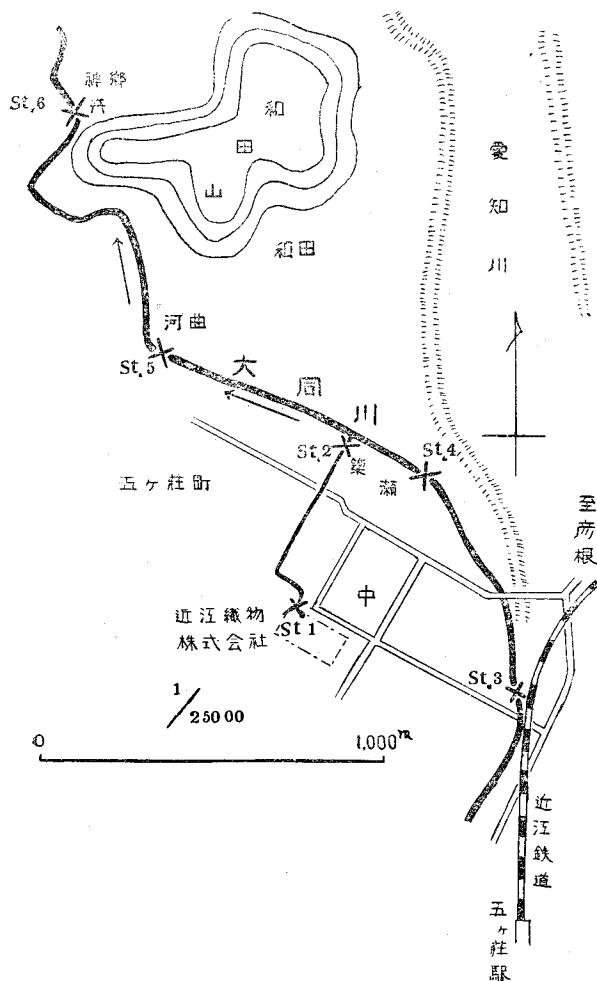 神郷
St.6
和田山
和田
愛知川
河曲
St.5
大同川
St.2
St.4
簗瀬
五ヶ荘町
至彦根
中
近江織物
株式会社
St 1
St.3
1/25000
0 1,000m
近江鉄道
五ヶ荘駅